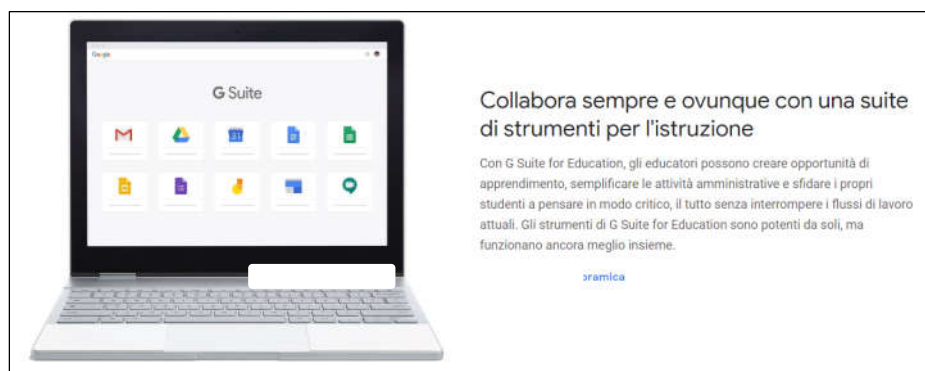 Google
G Suite
31
Collabora sempre e ovunque con una suite
di strumenti per l'istruzione
Con G Suite for Education, gli educatori possono creare opportunità di
apprendimento, semplificare le attività amministrative e sfidare i propri
studenti a pensare in modo critico, il tutto senza interrompere i flussi di lavoro
attuali. Gli strumenti di G Suite for Education sono potenti da soli, ma
funzionano ancora meglio insieme.